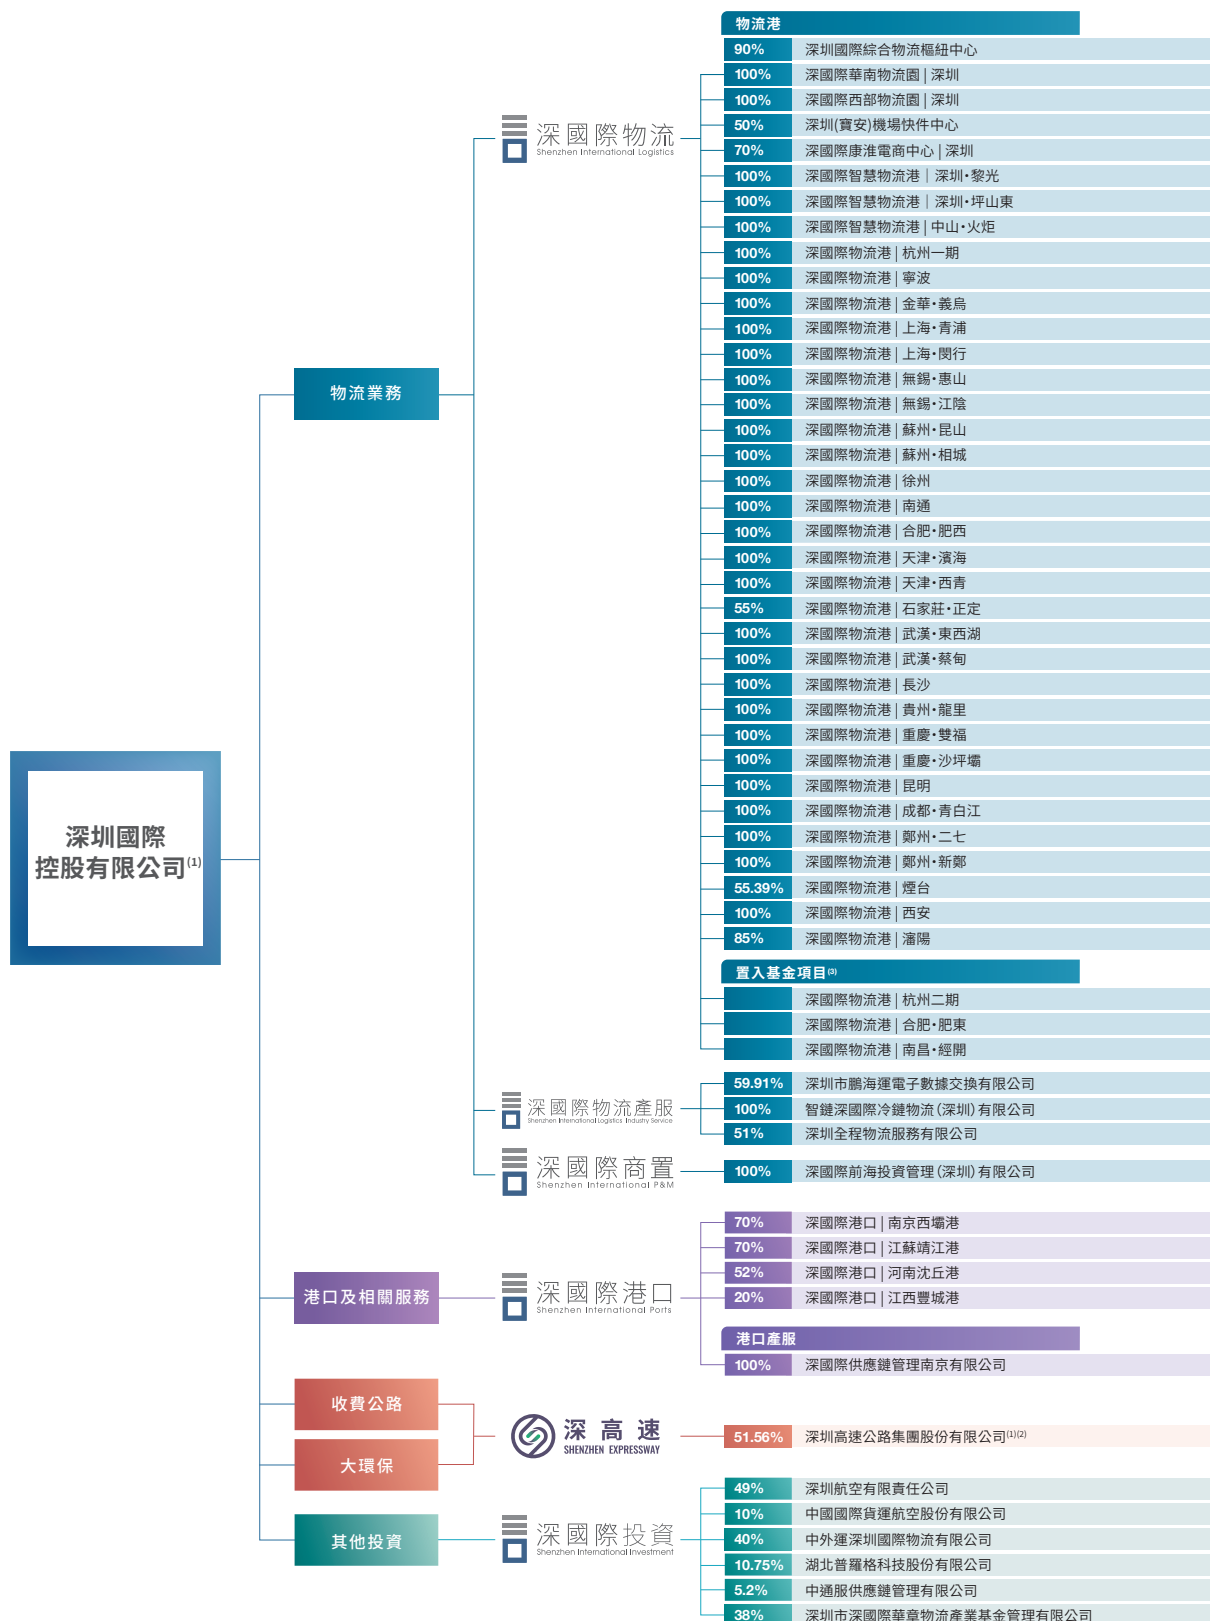 物流港
90% 深圳國際綜合物流樞紐中心
100% 深國際華南物流園 | 深圳
100% 深國際西部物流園 | 深圳
50% 深圳(寶安)機場快件中心
70% 深國際康淮電商中心 | 深圳
100% 深國際智慧物流港 | 深圳•黎光
100% 深國際智慧物流港 | 深圳•坪山東
100% 深國際智慧物流港 | 中山•火炬
100% 深國際物流港 | 杭州一期
100% 深國際物流港 | 寧波
100% 深國際物流港 | 金華•義烏
100% 深國際物流港 | 上海•青浦
100% 深國際物流港 | 上海•閔行
100% 深國際物流港 | 無錫•惠山
100% 深國際物流港 | 無錫•江陰
100% 深國際物流港 | 蘇州•昆山
100% 深國際物流港 | 蘇州•相城
100% 深國際物流港 | 徐州
100% 深國際物流港 | 南通
100% 深國際物流港 | 合肥•肥西
100% 深國際物流港 | 天津•濱海
100% 深國際物流港 | 天津•西青
55% 深國際物流港 | 石家莊•正定
100% 深國際物流港 | 武漢•東西湖
100% 深國際物流港 | 武漢•蔡甸
100% 深國際物流港 | 長沙
100% 深國際物流港 | 貴州•龍里
100% 深國際物流港 | 重慶•雙福
100% 深國際物流港 | 重慶•沙坪壩
100% 深國際物流港 | 昆明
100% 深國際物流港 | 成都•青白江
100% 深國際物流港 | 鄭州•二七
100% 深國際物流港 | 鄭州•新鄭
55.39% 深國際物流港 | 煙台
100% 深國際物流港 | 西安
85% 深國際物流港 | 瀋陽
置入基金項目(3)
深國際物流港 | 杭州二期
深國際物流港 | 合肥•肥東
深國際物流港 | 南昌•經開
59.91% 深圳市鵬海運電子數據交換有限公司
100% 智鏈深國際冷鏈物流(深圳)有限公司
51% 深圳全程物流服務有限公司
100% 深國際前海投資管理(深圳)有限公司
70% 深國際港口 | 南京西壩港
70% 深國際港口 | 江蘇靖江港
52% 深國際港口 | 河南沈丘港
20% 深國際港口 | 江西豐城港
港口產服
100% 深國際供應鏈管理南京有限公司
51.56% 深圳高速公路集團股份有限公司(1)(2)
49% 深圳航空有限責任公司
10% 中國國際貨運航空股份有限公司
40% 中外運深圳國際物流有限公司
10.75% 湖北普羅格科技股份有限公司
5.2% 中通服供應鏈管理有限公司
38% 深圳市深國際華章物流產業基金管理有限公司
深國際物流
Shenzhen International Logistics
深國際物流產服
Shenzhen International Logistics Industry Service
深國際商置
Shenzhen International P&M
深國際港口
Shenzhen International Ports
深高速
SHENZHEN EXPRESSWAY
深國際投資
Shenzhen International Investment
物流業務
港口及相關服務
收費公路
大環保
其他投資
深圳國際
控股有限公司(1)